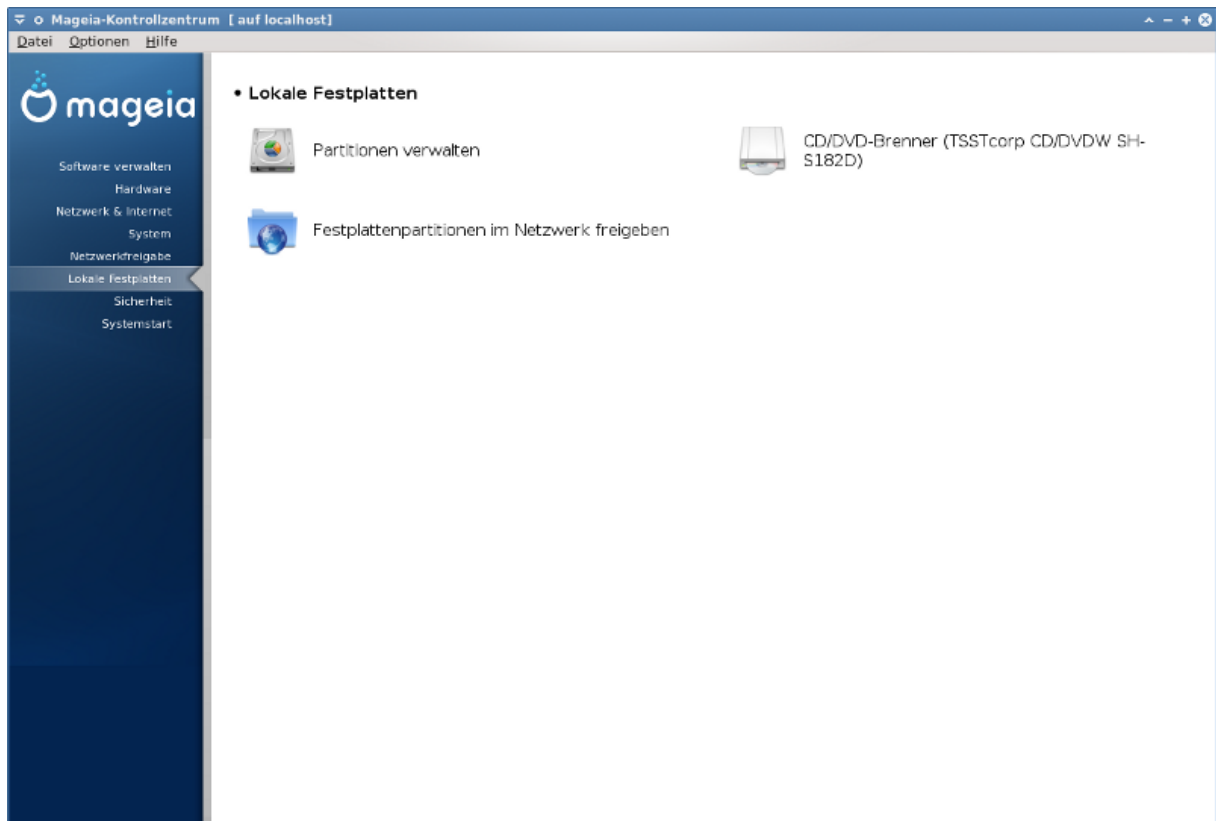 Mageia-Kontrollzentrum [ auf localhost]
Datei Optionen Hilfe
mageia
Software verwalten
Hardware
Netzwerk & Internet
System
Netzwerkfreigabe
Lokale Festplatten
Sicherheit
Systemstart
• Lokale Festplatten
Partitionen verwalten
CD/DVD-Brenner (TSSTcorp CD/DVDW SH-
S182D)
Festplattenpartitionen im Netzwerk freigeben